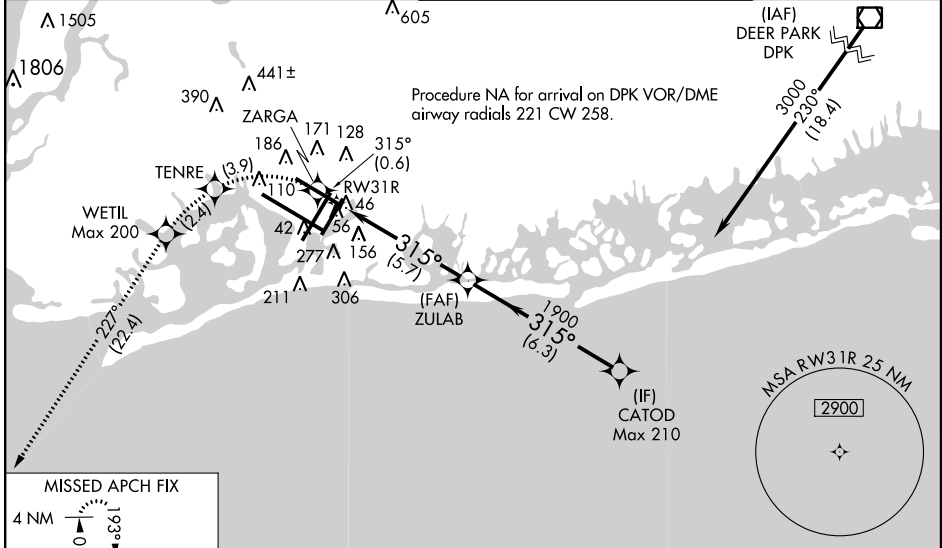 1505
605
(IAF)
DEER PARK
DPK
1806
441±
390
Procedure NA for arrival on DPK VOR/DME
airway radials 221 CW 258.
3000
230°
(18.4)
ZARGA
171
128
186
315°
(0.6)
TENRE
(3.9)
110
RW31R
46
WETIL
Max 200
(2.4)
42
56
277
156
315°
(5.7)
211
306
(FAF)
ZULAB
1900
315°
(6.3)
227°
(22.4)
(IF)
CATOD
Max 210
MSA RW31R 25 NM
2900
MISSED APCH FIX
4 NM
193°